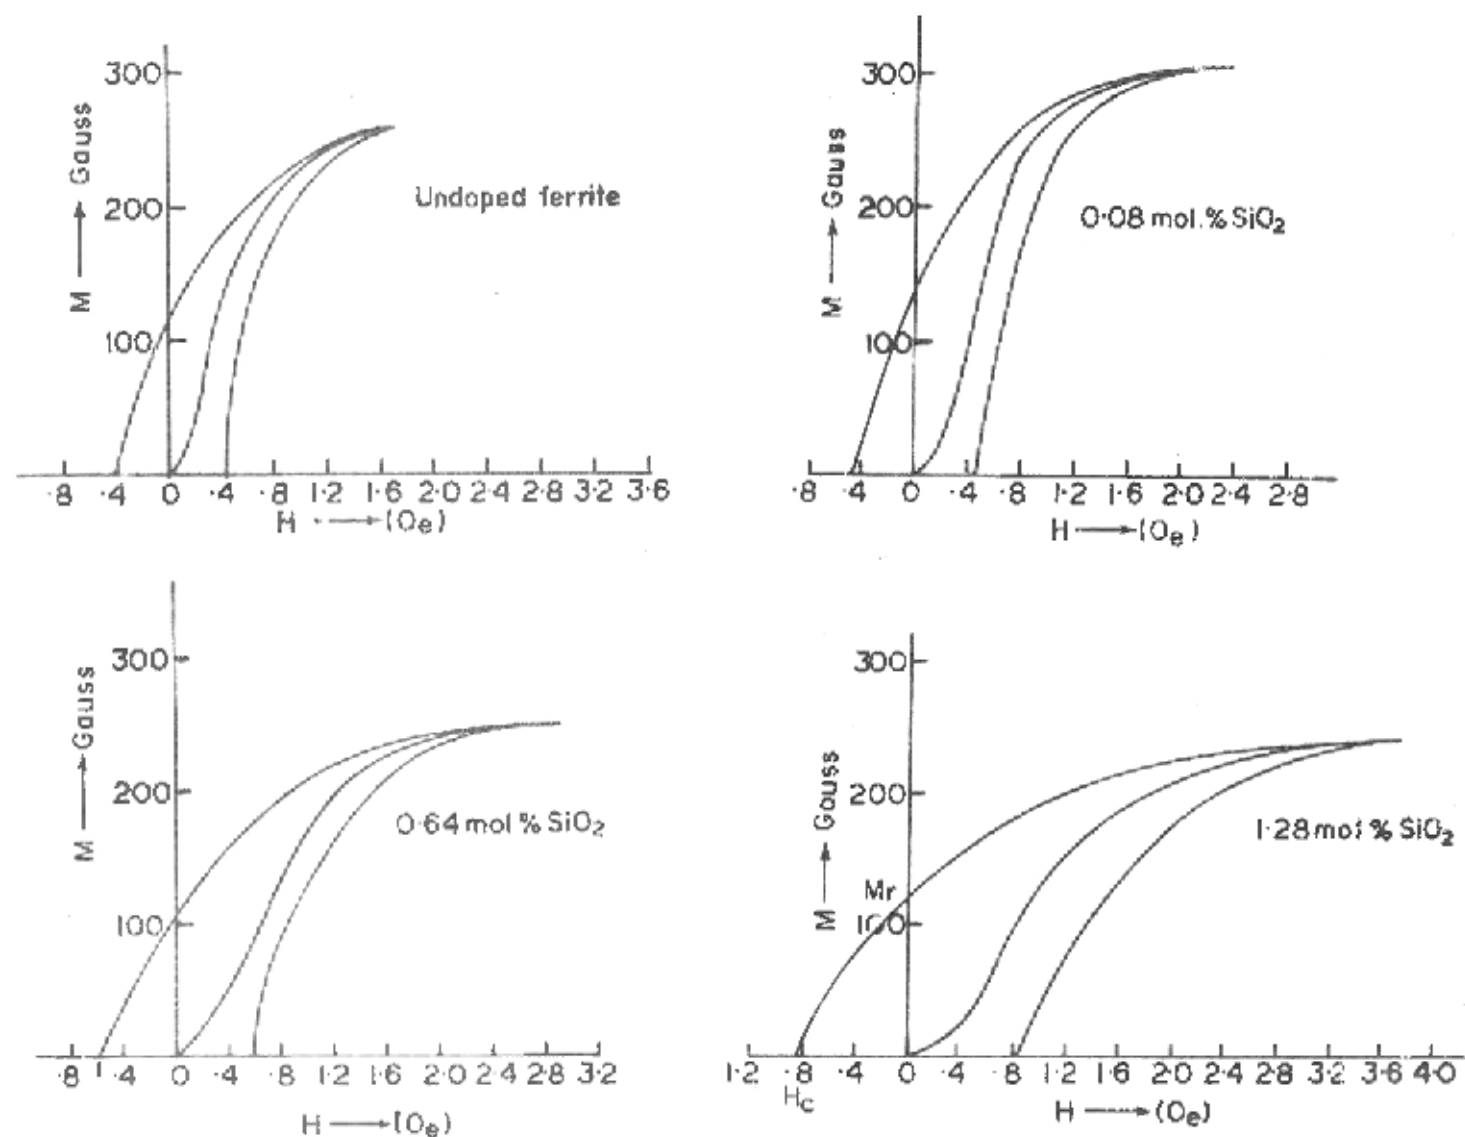 300
200
100
M → Gauss
Undoped ferrite
.8 .4 0 .4 .8 1.2 1.6 2.0 2.4 2.8 3.2 3.6
H → (Oe)
300
200
100
M → Gauss
0.08 mol.% SiO₂
.8 .4 0 .4 .8 1.2 1.6 2.0 2.4 2.8
H → (Oe)
300
200
100
M → Gauss
0.64 mol % SiO₂
.8 .4 0 .4 .8 1.2 1.6 2.0 2.4 2.8 3.2
H → (Oe)
300
200
Mr
100
M → Gauss
1.28 mol % SiO₂
1.2 .8 .4 0 .4 .8 1.2 1.6 2.0 2.4 2.8 3.2 3.6 4.0
Hc
H → (Oe)